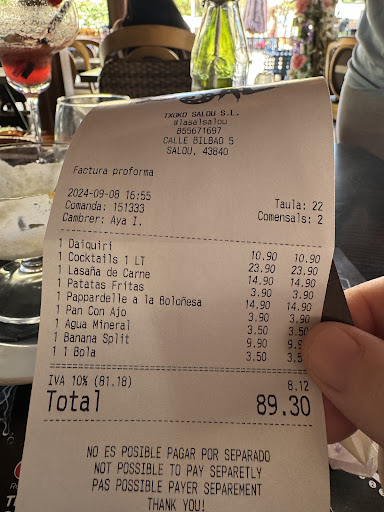 TXOKO SALOU S.L.
#lasalsalou
B55671697
CALLE BILBAO 5
SALOU, 43840
Factura proforma
2024-09-08 16:55
Comanda: 151333 Taula: 22
Cambrer: Aya I. Comensals: 2
1 Daiquiri 10.90 10.90
1 Cocktails 1 LT 23.90 23.90
1 Lasaña de Carne 14.90 14.90
1 Patatas Fritas 3.90 3.90
1 Pappardelle a la Boloñesa 14.90 14.90
1 Pan Con Ajo 3.90 3.90
1 Agua Mineral 3.50 3.50
1 Banana Split 9.90 9.9
1 1 Bola 3.50 3.5
IVA 10% (81.18) 8.12
Total 89.30
NO ES POSIBLE PAGAR POR SEPARADO
NOT POSSIBLE TO PAY SEPARETLY
PAS POSSIBLE PAYER SEPAREMENT
THANK YOU!